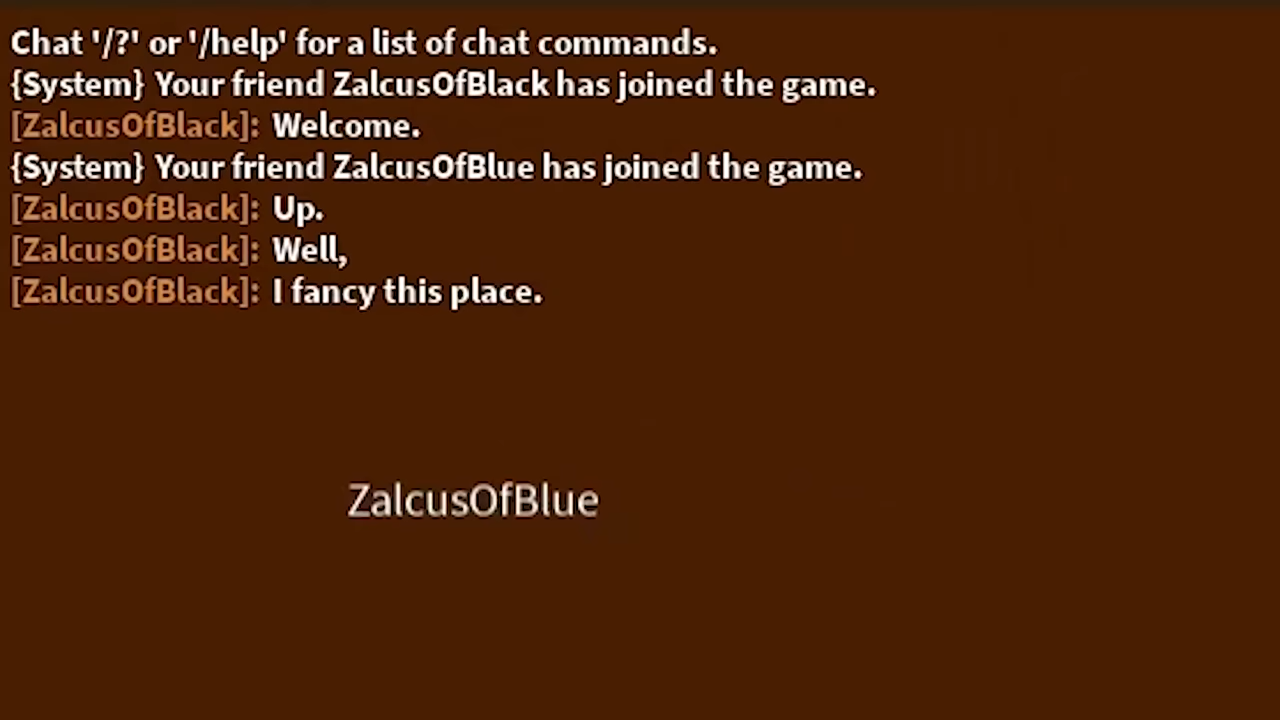 Chat '/?' or '/help' for a list of chat commands.
{System} Your friend ZalcusOfBlack has joined the game.
[ZalcusOfBlack]: Welcome.
{System} Your friend ZalcusOfBlue has joined the game.
[ZalcusOfBlack]: Up.
[ZalcusOfBlack]: Well,
[ZalcusOfBlack]: I fancy this place.
ZalcusOfBlue